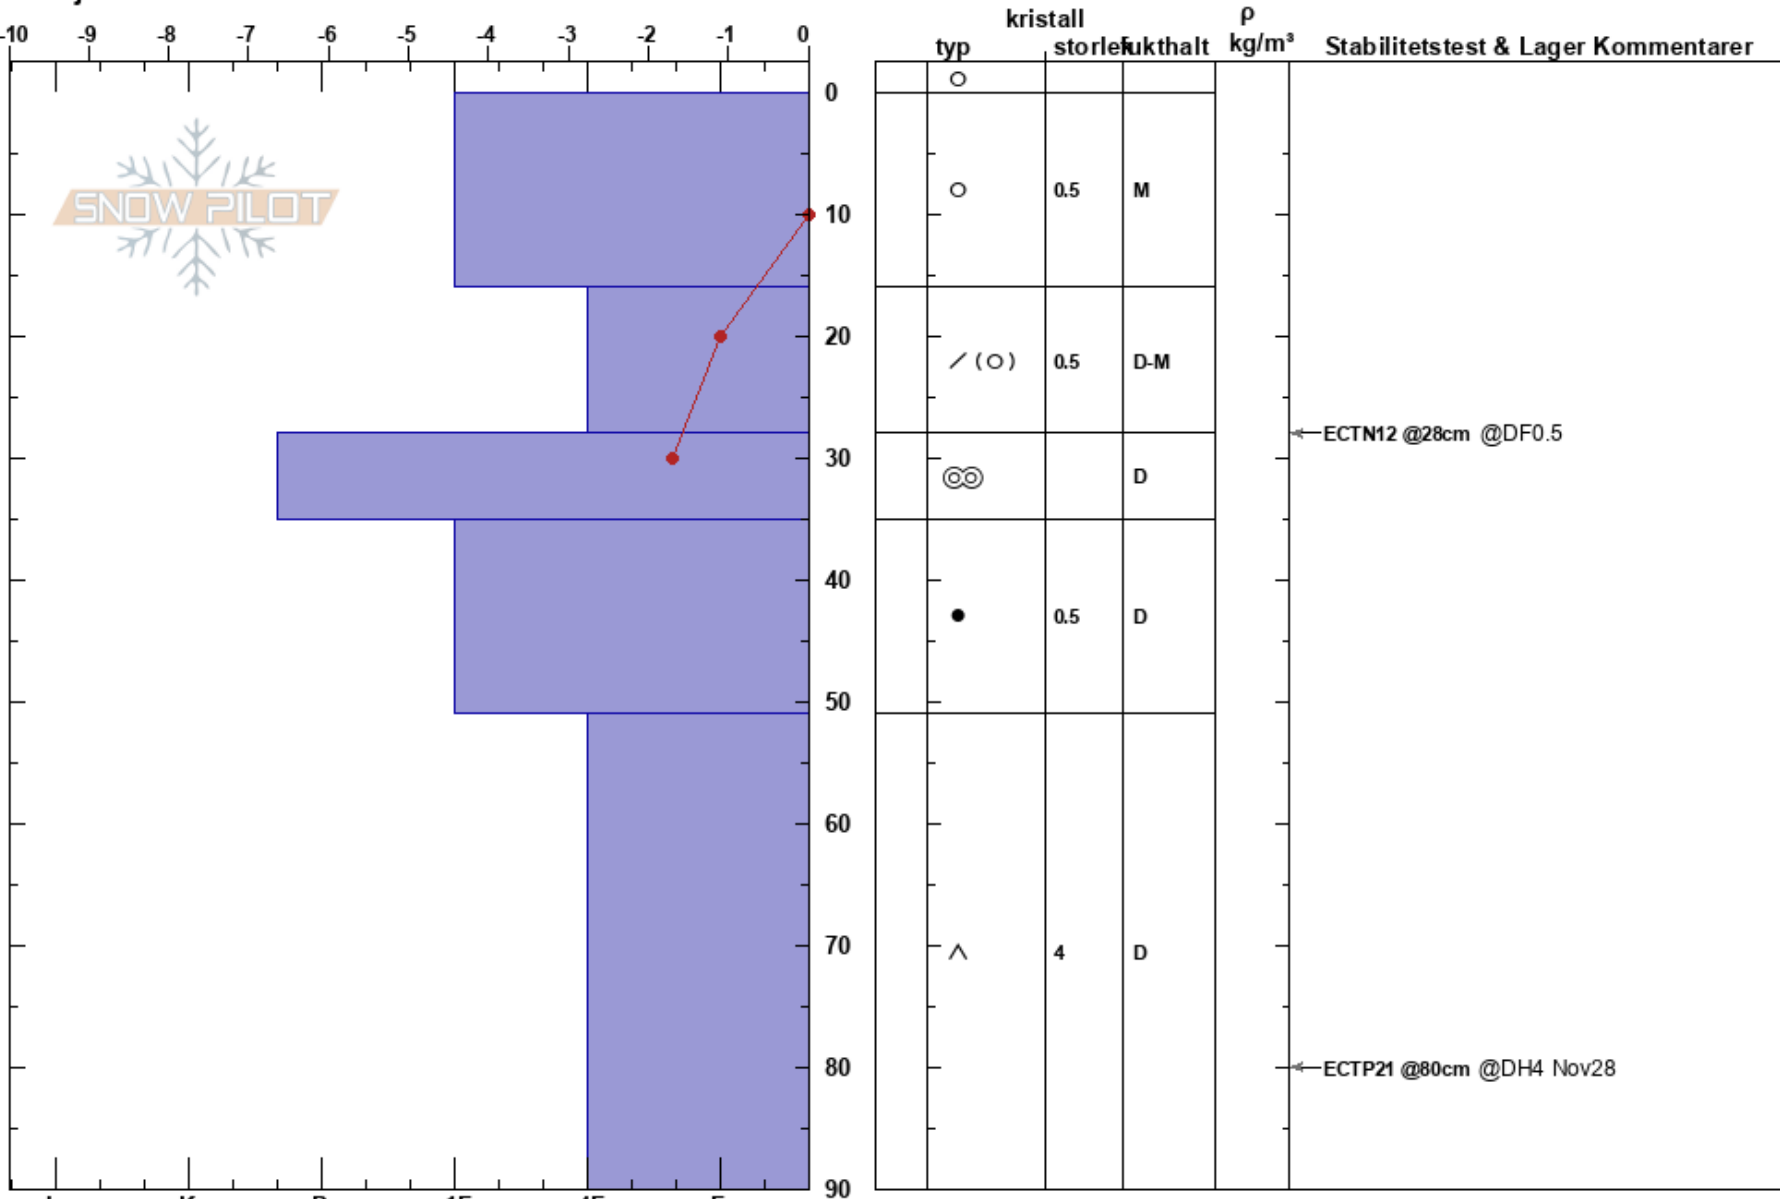 kristall ρ
-10 -9 -8 -7 -6 -5 -4 -3 -2 -1 0 typ storlek fukthalt kg/m³ Stabilitetstest & Lager Kommentarer
0
SNOW PILOT
0.5 M
10
20
0.5 D-M
ECTN12 @28cm @DF0.5
30
D
40
0.5 D
50
60
70
4 D
80
ECTP21 @80cm @DH4 Nov28
90